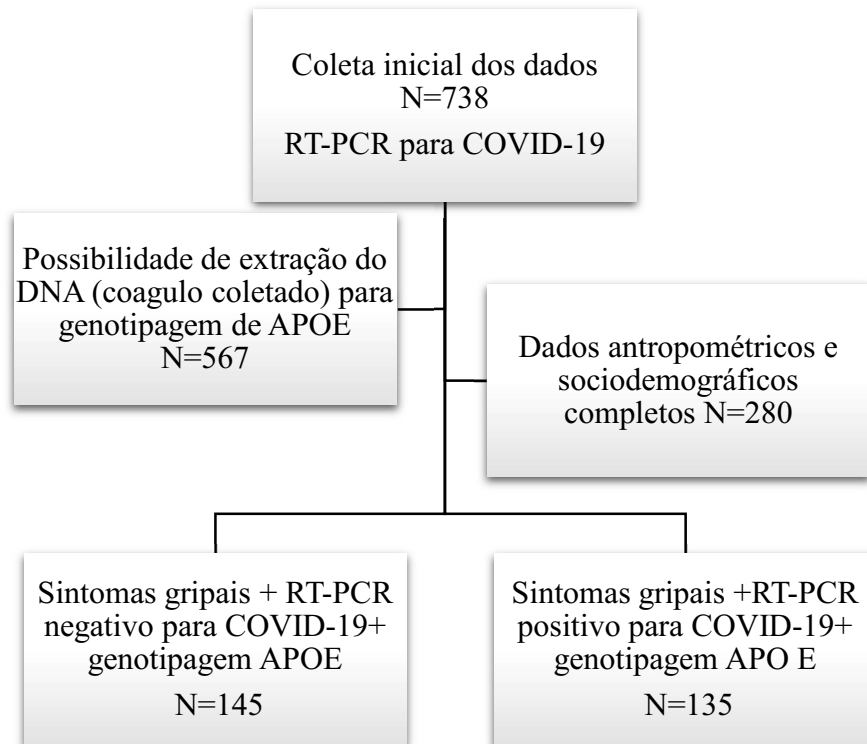 Coleta inicial dos dados
N=738
RT-PCR para COVID-19
Possibilidade de extração do
DNA (coagulo coletado) para
genotipagem de APOE
N=567
Dados antropométricos e
sociodemográficos
completos N=280
Sintomas gripais + RT-PCR
negativo para COVID-19+
genotipagem APOE
N=145
Sintomas gripais +RT-PCR
positivo para COVID-19+
genotipagem APO E
N=135